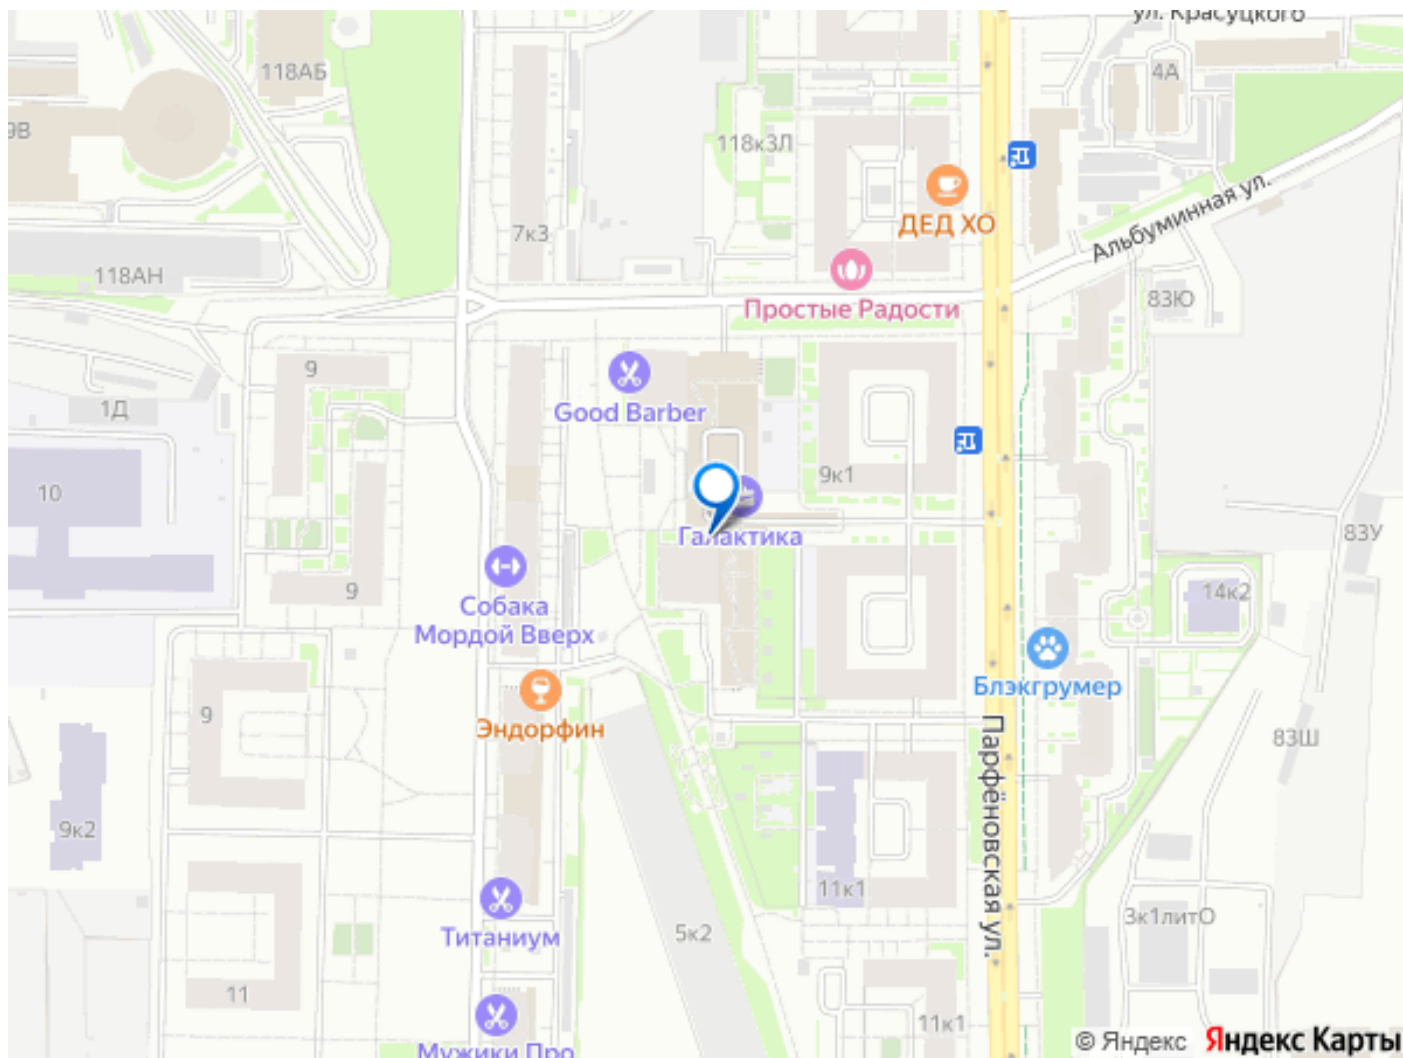 ул. Красуцкого
118АБ
4А
9В
118к3Л
ДЕД ХО
Альбуминная ул.
7к3
118АН
Простые Радости
83Ю
9
1Д
Good Barber
9к1
10
Галактика
83У
9
Собака
Мордой Вверх
14к2
Блэкгрумер
9
Эндорфин
Парфёновская ул.
83Ш
9к2
11к1
Титаниум
5к2
3к1литО
11
11к1
Мужики Про
© Яндекс Яндекс Карты